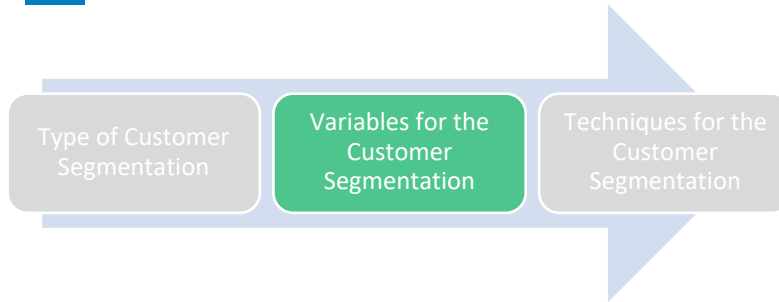 Type of Customer
Segmentation
Variables for the
Customer
Segmentation
Techniques for the
Customer
Segmentation